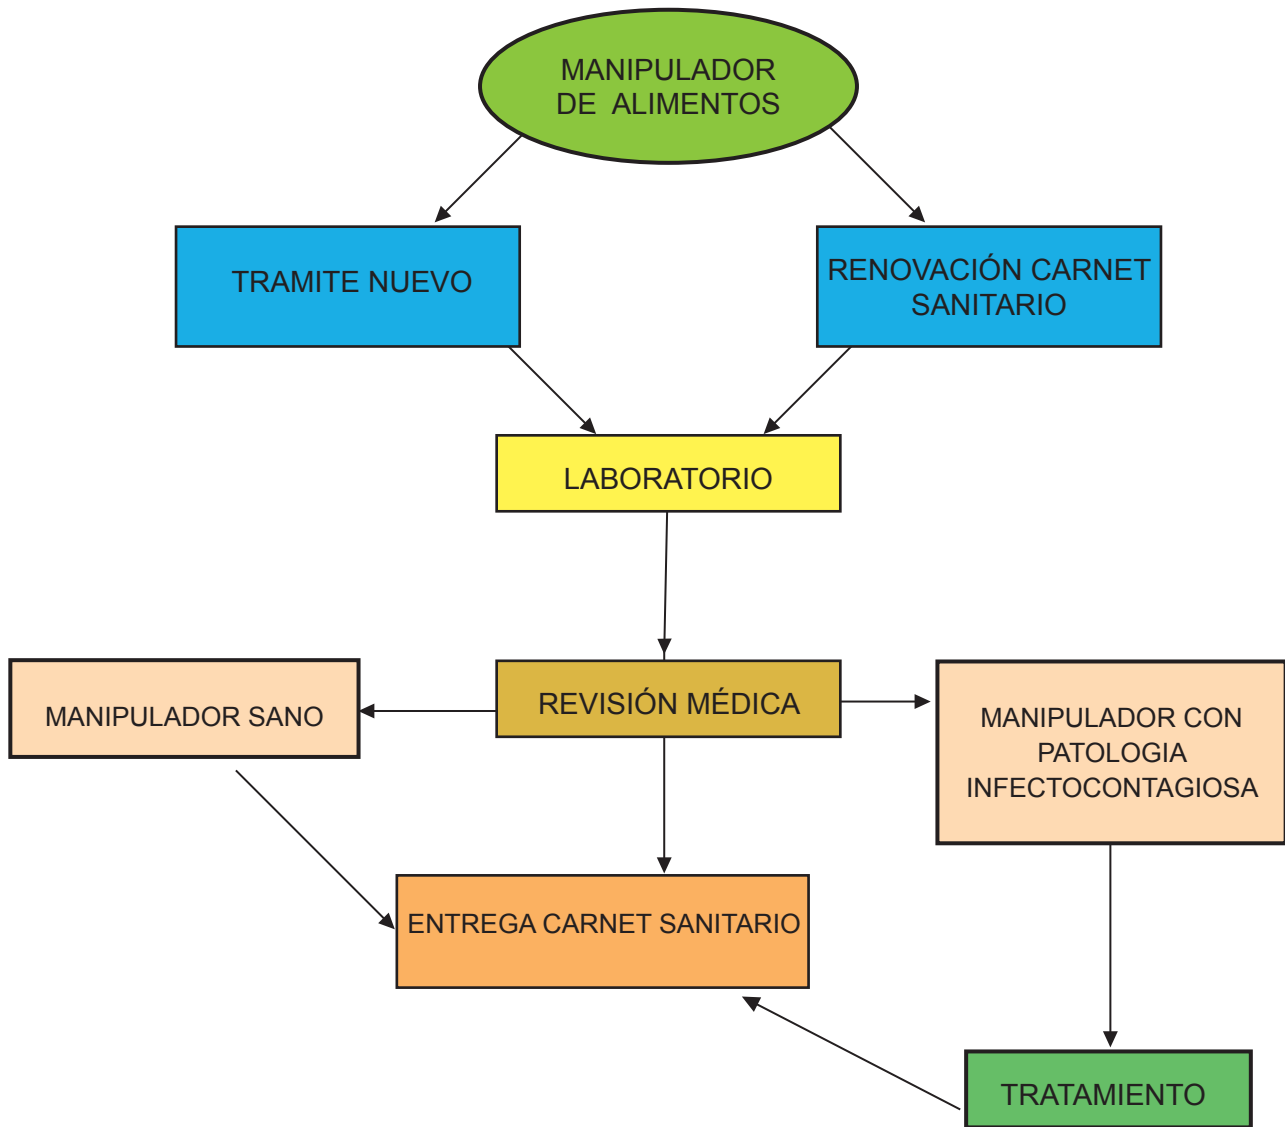 MANIPULADOR
DE ALIMENTOS
TRAMITE NUEVO
RENOVACIÓN CARNET
SANITARIO
LABORATORIO
MANIPULADOR SANO
REVISIÓN MÉDICA
MANIPULADOR CON
PATOLOGIA
INFECTOCONTAGIOSA
ENTREGA CARNET SANITARIO
TRATAMIENTO